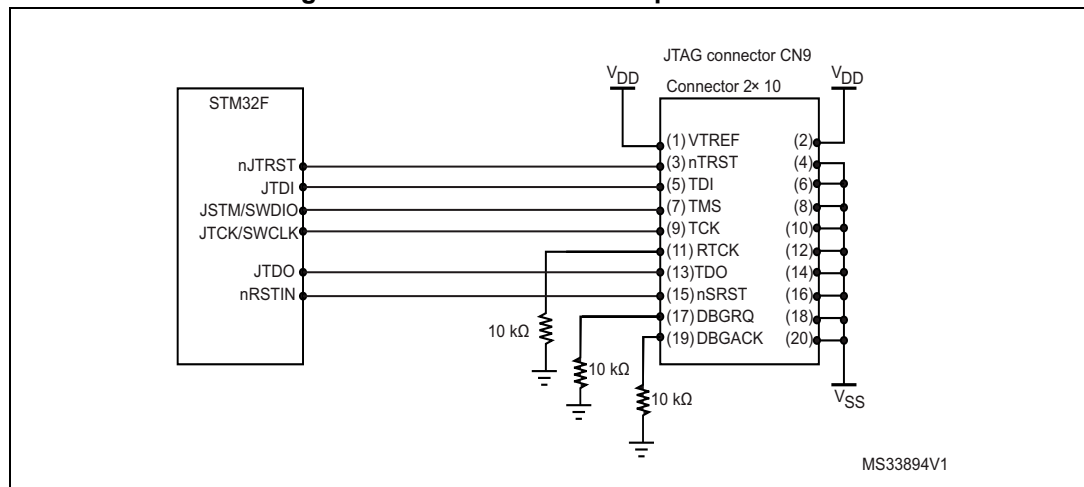 JTAG connector CN9
V_DD
V_DD
Connector 2× 10
STM32F
(1) VTREF (2)
nJTRST (3) nTRST (4)
JTDI (5) TDI (6)
JSTM/SWDIO (7) TMS (8)
JTCK/SWCLK (9) TCK (10)
(11) RTCK (12)
JTDO (13)TDO (14)
nRSTIN (15) nSRST (16)
(17) DBGRQ (18)
10 kΩ (19) DBGACK (20)
10 kΩ
10 kΩ
V_SS
MS33894V1